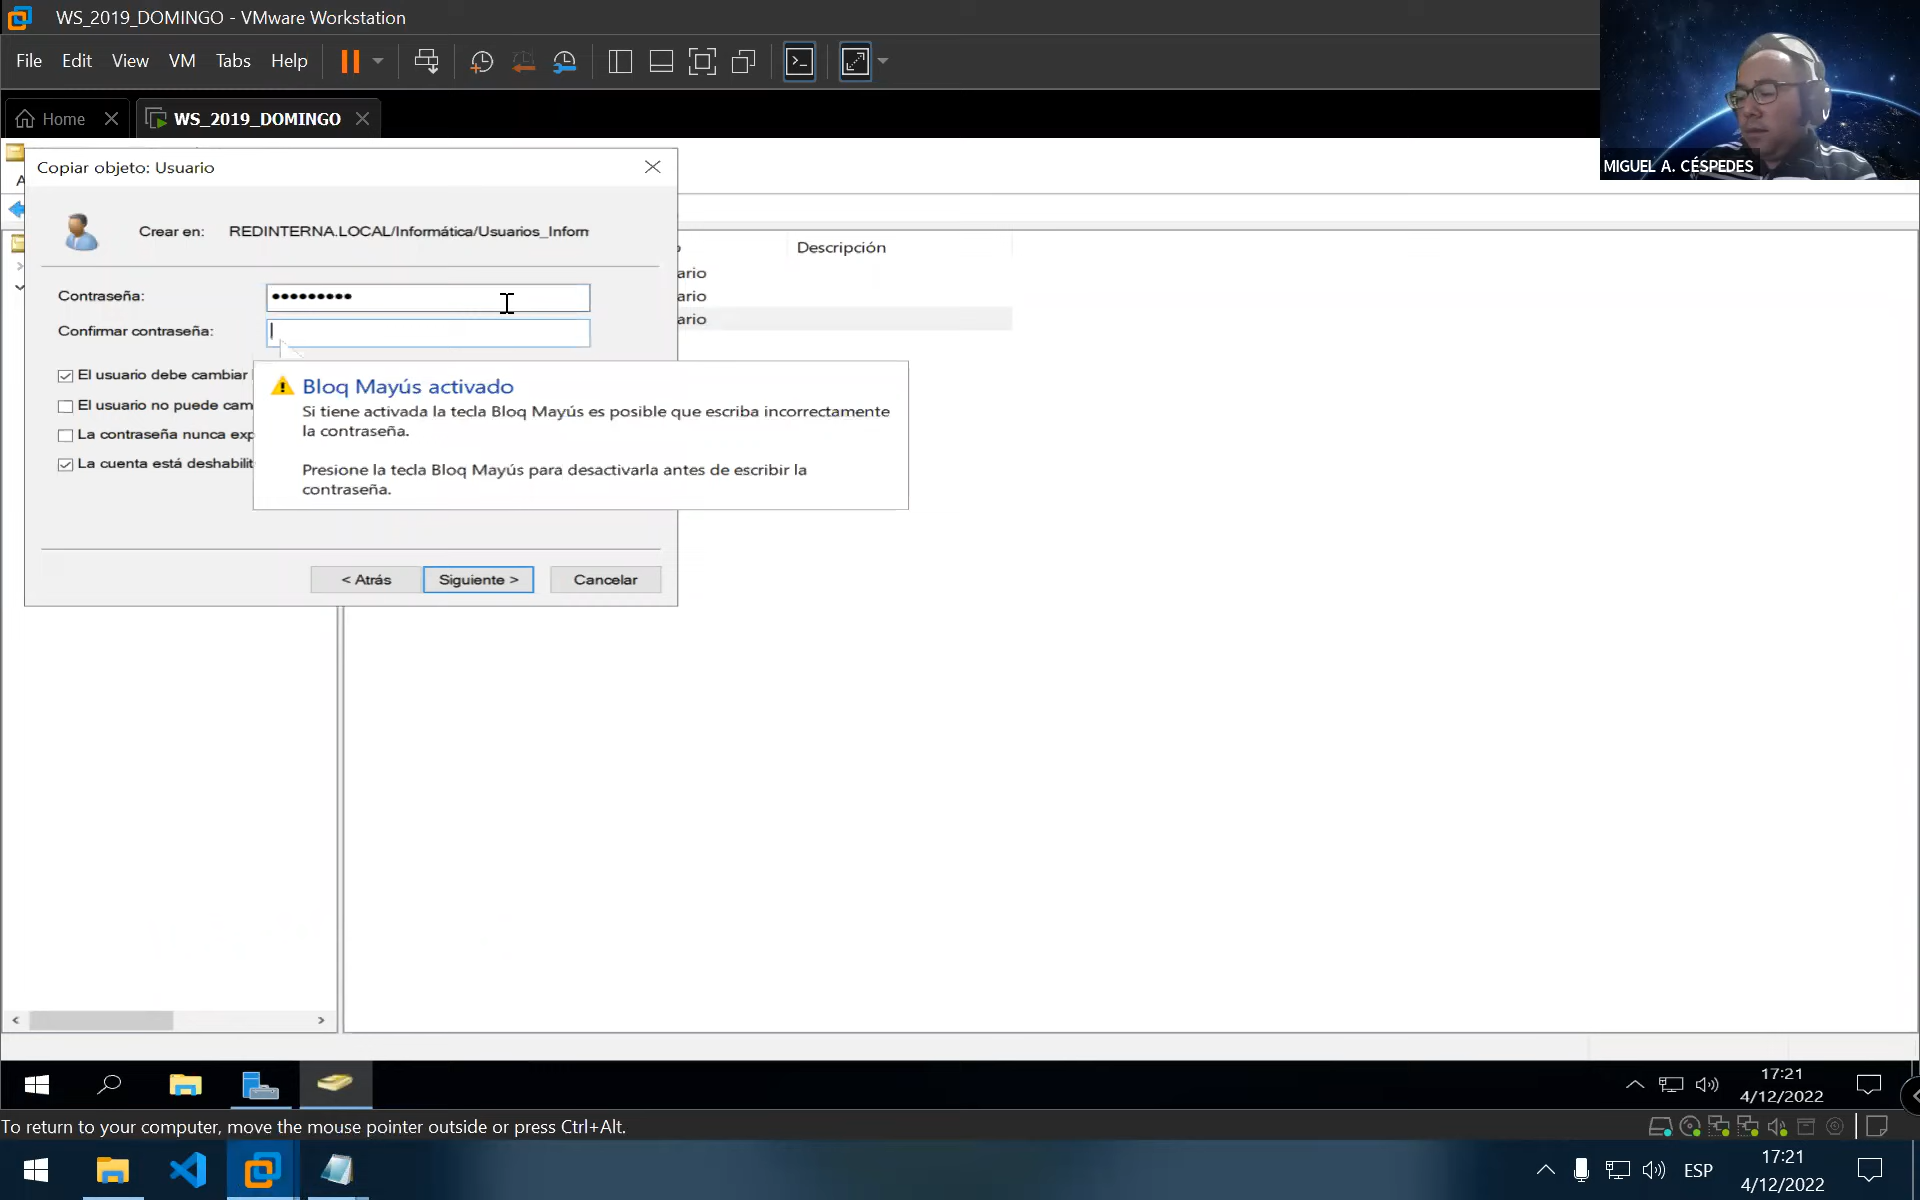 WS_2019_DOMINGO - VMware Workstation
File Edit View VM Tabs Help
Home WS_2019_DOMINGO
MIGUEL A. CÉSPEDES
Copiar objeto: Usuario
Crear en: REDINTERNA.LOCAL/Informática/Usuarios_Inform
Contraseña: •••••••••
Confirmar contraseña:
El usuario debe cambiar
El usuario no puede cam
La contraseña nunca exp
La cuenta está deshabilit
Bloq Mayús activado
Si tiene activada la tecla Bloq Mayús es posible que escriba incorrectamente
la contraseña.
Presione la tecla Bloq Mayús para desactivarla antes de escribir la
contraseña.
< Atrás Siguiente > Cancelar
Descripción
ario
ario
ario
17:21
4/12/2022
To return to your computer, move the mouse pointer outside or press Ctrl+Alt.
ESP
17:21
4/12/2022